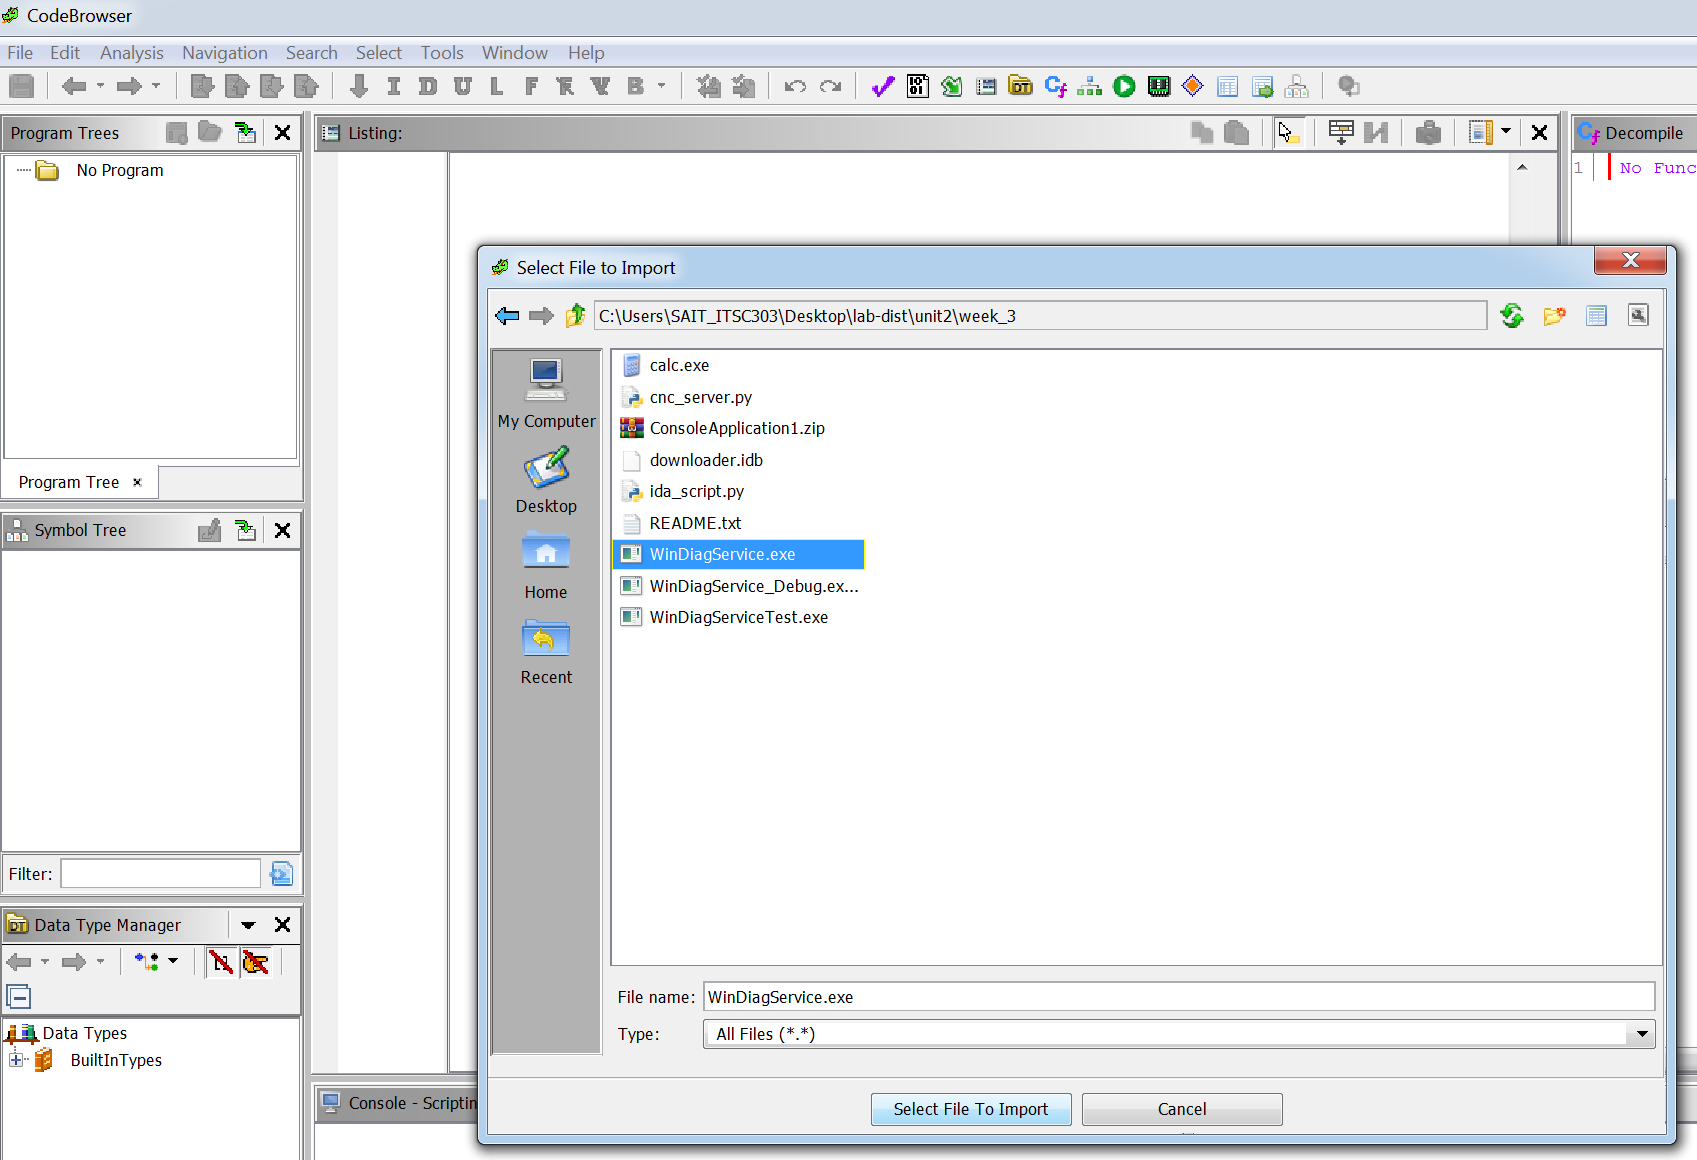 CodeBrowser
File Edit Analysis Navigation Search Select Tools Window Help
I D U L F B
Program Trees
No Program
Program Tree ×
Symbol Tree
Filter:
Data Type Manager
Data Types
BuiltInTypes
Listing:
Decompile
1 No Func
Console - Scriptin
Select File to Import
C:\Users\SAIT_ITSC303\Desktop\lab-dist\unit2\week_3
My Computer
Desktop
Home
Recent
calc.exe
cnc_server.py
ConsoleApplication1.zip
downloader.idb
ida_script.py
README.txt
WinDiagService.exe
WinDiagService_Debug.ex...
WinDiagServiceTest.exe
File name: WinDiagService.exe
Type: All Files (*.*)
Select File To Import Cancel